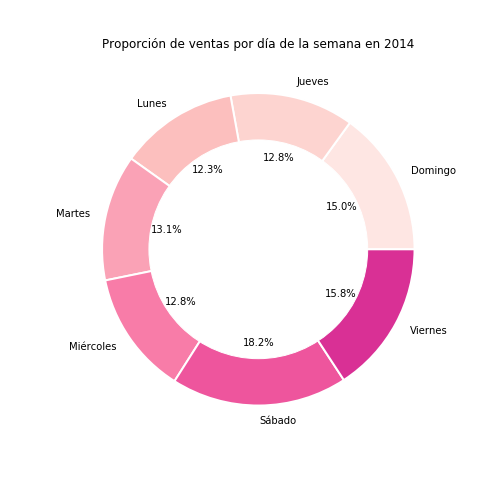 Proporción de ventas por día de la semana en 2014
Jueves
Lunes
12.8%
12.3%
Domingo
15.0%
Martes
13.1%
15.8%
12.8%
Viernes
Miércoles
18.2%
Sábado